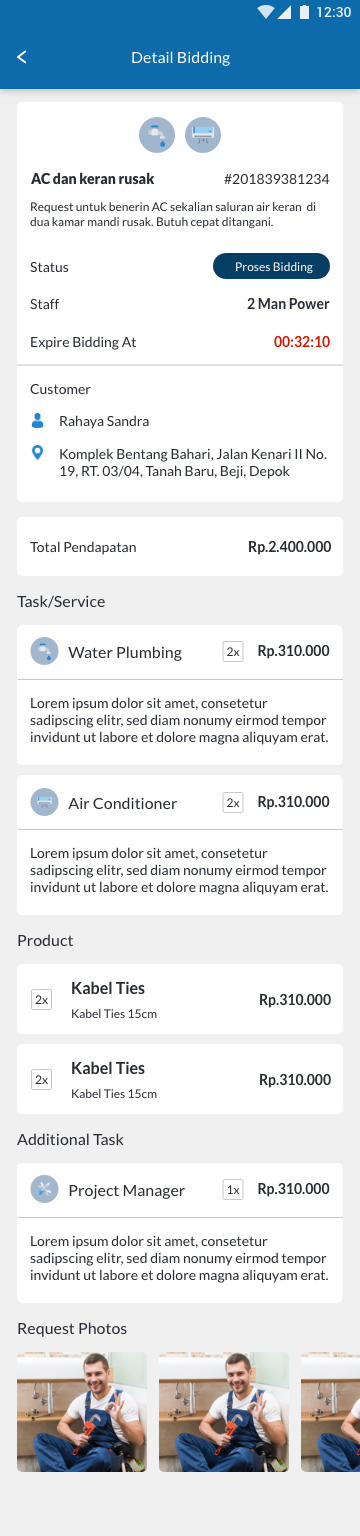 12:30
Detail Bidding
AC dan keran rusak #201839381234
Request untuk benerin AC sekalian saluran air keran di
dua kamar mandi rusak. Butuh cepat ditangani.
Status Proses Bidding
Staff 2 Man Power
Expire Bidding At 00:32:10
Customer
Rahaya Sandra
Komplek Bentang Bahari, Jalan Kenari II No.
19, RT. 03/04, Tanah Baru, Beji, Depok
Total Pendapatan Rp.2.400.000
Task/Service
Water Plumbing 2x Rp.310.000
Lorem ipsum dolor sit amet, consetetur
sadipscing elitr, sed diam nonumy eirmod tempor
invidunt ut labore et dolore magna aliquyam erat.
Air Conditioner 2x Rp.310.000
Lorem ipsum dolor sit amet, consetetur
sadipscing elitr, sed diam nonumy eirmod tempor
invidunt ut labore et dolore magna aliquyam erat.
Product
2x Kabel Ties Rp.310.000
Kabel Ties 15cm
2x Kabel Ties Rp.310.000
Kabel Ties 15cm
Additional Task
Project Manager 1x Rp.310.000
Lorem ipsum dolor sit amet, consetetur
sadipscing elitr, sed diam nonumy eirmod tempor
invidunt ut labore et dolore magna aliquyam erat.
Request Photos